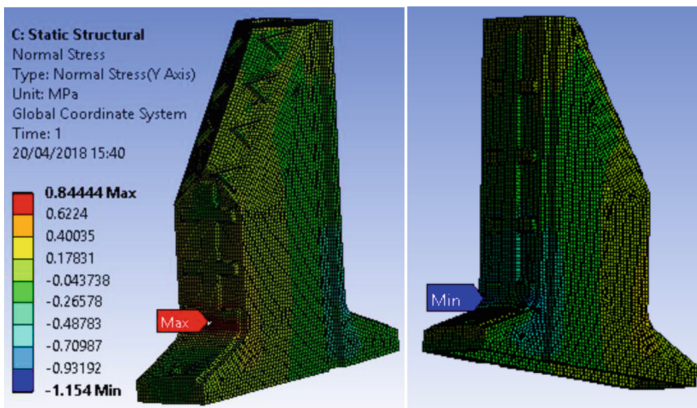 C: Static Structural
Normal Stress
Type: Normal Stress(Y Axis)
Unit: MPa
Global Coordinate System
Time: 1
20/04/2018 15:40
0.84444 Max
0.6224
0.40035
0.17831
-0.043738
-0.26578
-0.48783
-0.70987
-0.93192
-1.154 Min
Max
Min